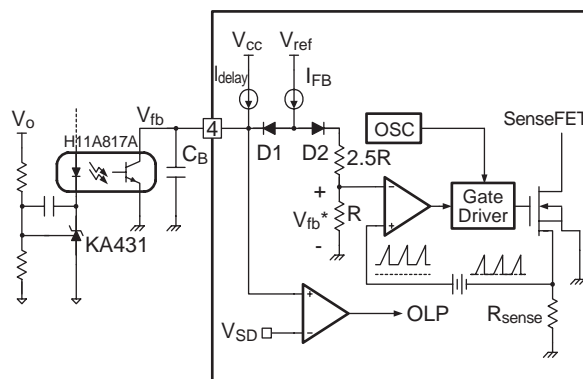 Vcc
Vref
Idelay
IFB
Vo
H11A817A
Vfb
4
CB
D1
D2
2.5R
OSC
SenseFET
+
Vfb*
-
R
-
+
Gate
Driver
KA431
VSD
+
-
OLP
Rsense